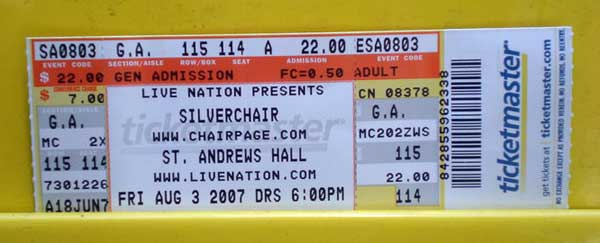 SA0803 G.A. 115 114 A 22.00 ESA0803
EVENT CODE SECTION/AISLE ROW/BOX SEAT ADMISSION EVENT CODE
$ 22.00 GEN ADMISSION FC=0.50 ADULT
$ 7.00
G.A.
MC 2X
115 114
7301226
A18JUN7
LIVE NATION PRESENTS
SILVERCHAIR
WWW.CHAIRPAGE.COM
ST. ANDREWS HALL
WWW.LIVENATION.COM
FRI AUG 3 2007 DRS 6:00PM
ticketmaster
CN 08378
G.A.
MC202ZWS
115
22.00
114
842855962338
ticketmaster
get tickets at ticketmaster.com